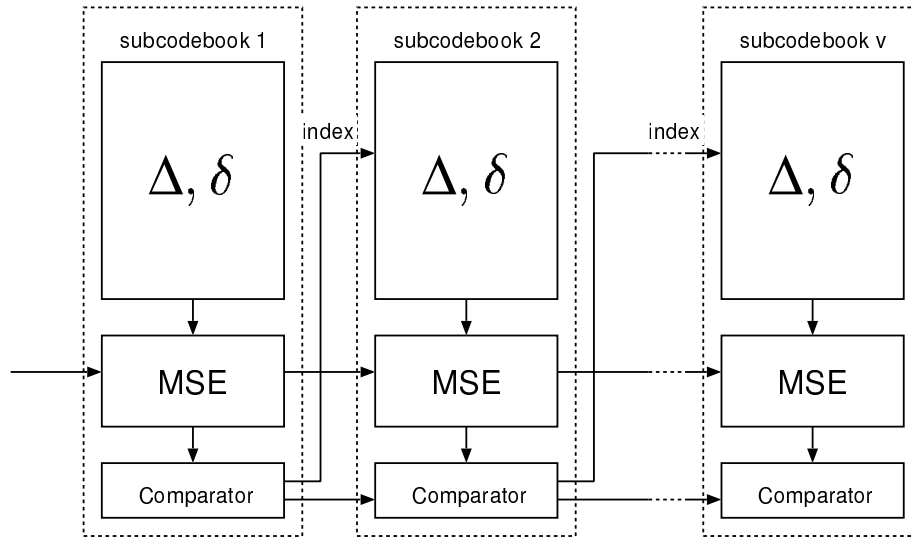 subcodebook 1
subcodebook 2
subcodebook v
index
index
Δ, δ
Δ, δ
Δ, δ
MSE
MSE
MSE
Comparator
Comparator
Comparator